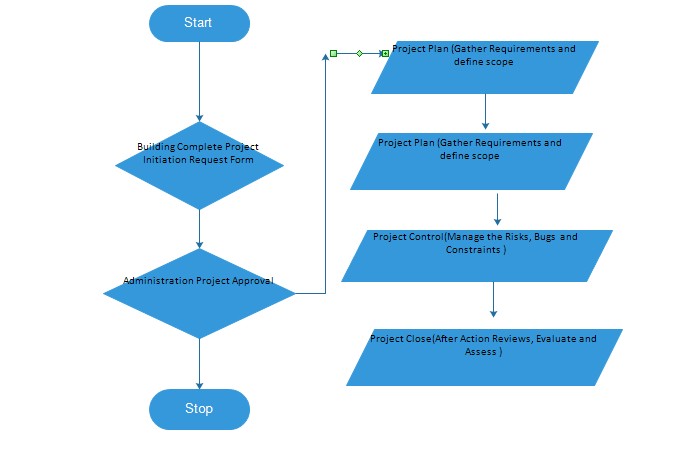 Start
Building Complete Project
Initiation Request Form
Administration Project Approval
Stop
Project Plan (Gather Requirements and
define scope
Project Plan (Gather Requirements and
define scope
Project Control(Manage the Risks, Bugs and
Constraints )
Project Close(After Action Reviews, Evaluate and
Assess )